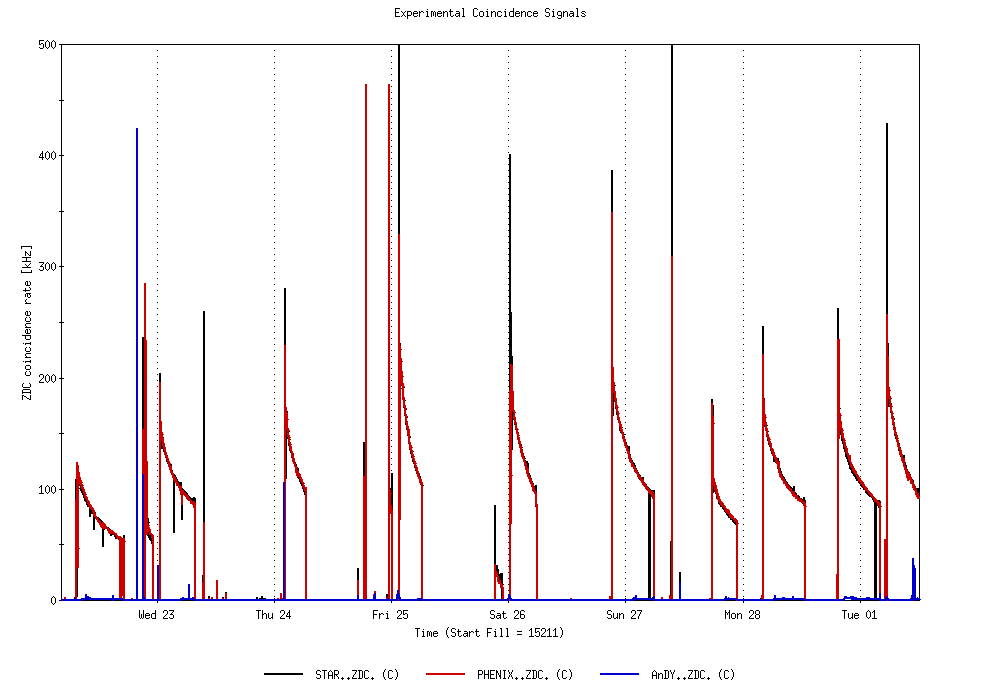 Experimental Coincidence Signals
500
400
300
200
100
0
ZDC coincidence rate [kHz]
Wed 23 Thu 24 Fri 25 Sat 26 Sun 27 Mon 28 Tue 01
Time (Start Fill = 15211)
STAR..ZDC. (C) PHENIX..ZDC. (C) AnDY..ZDC. (C)